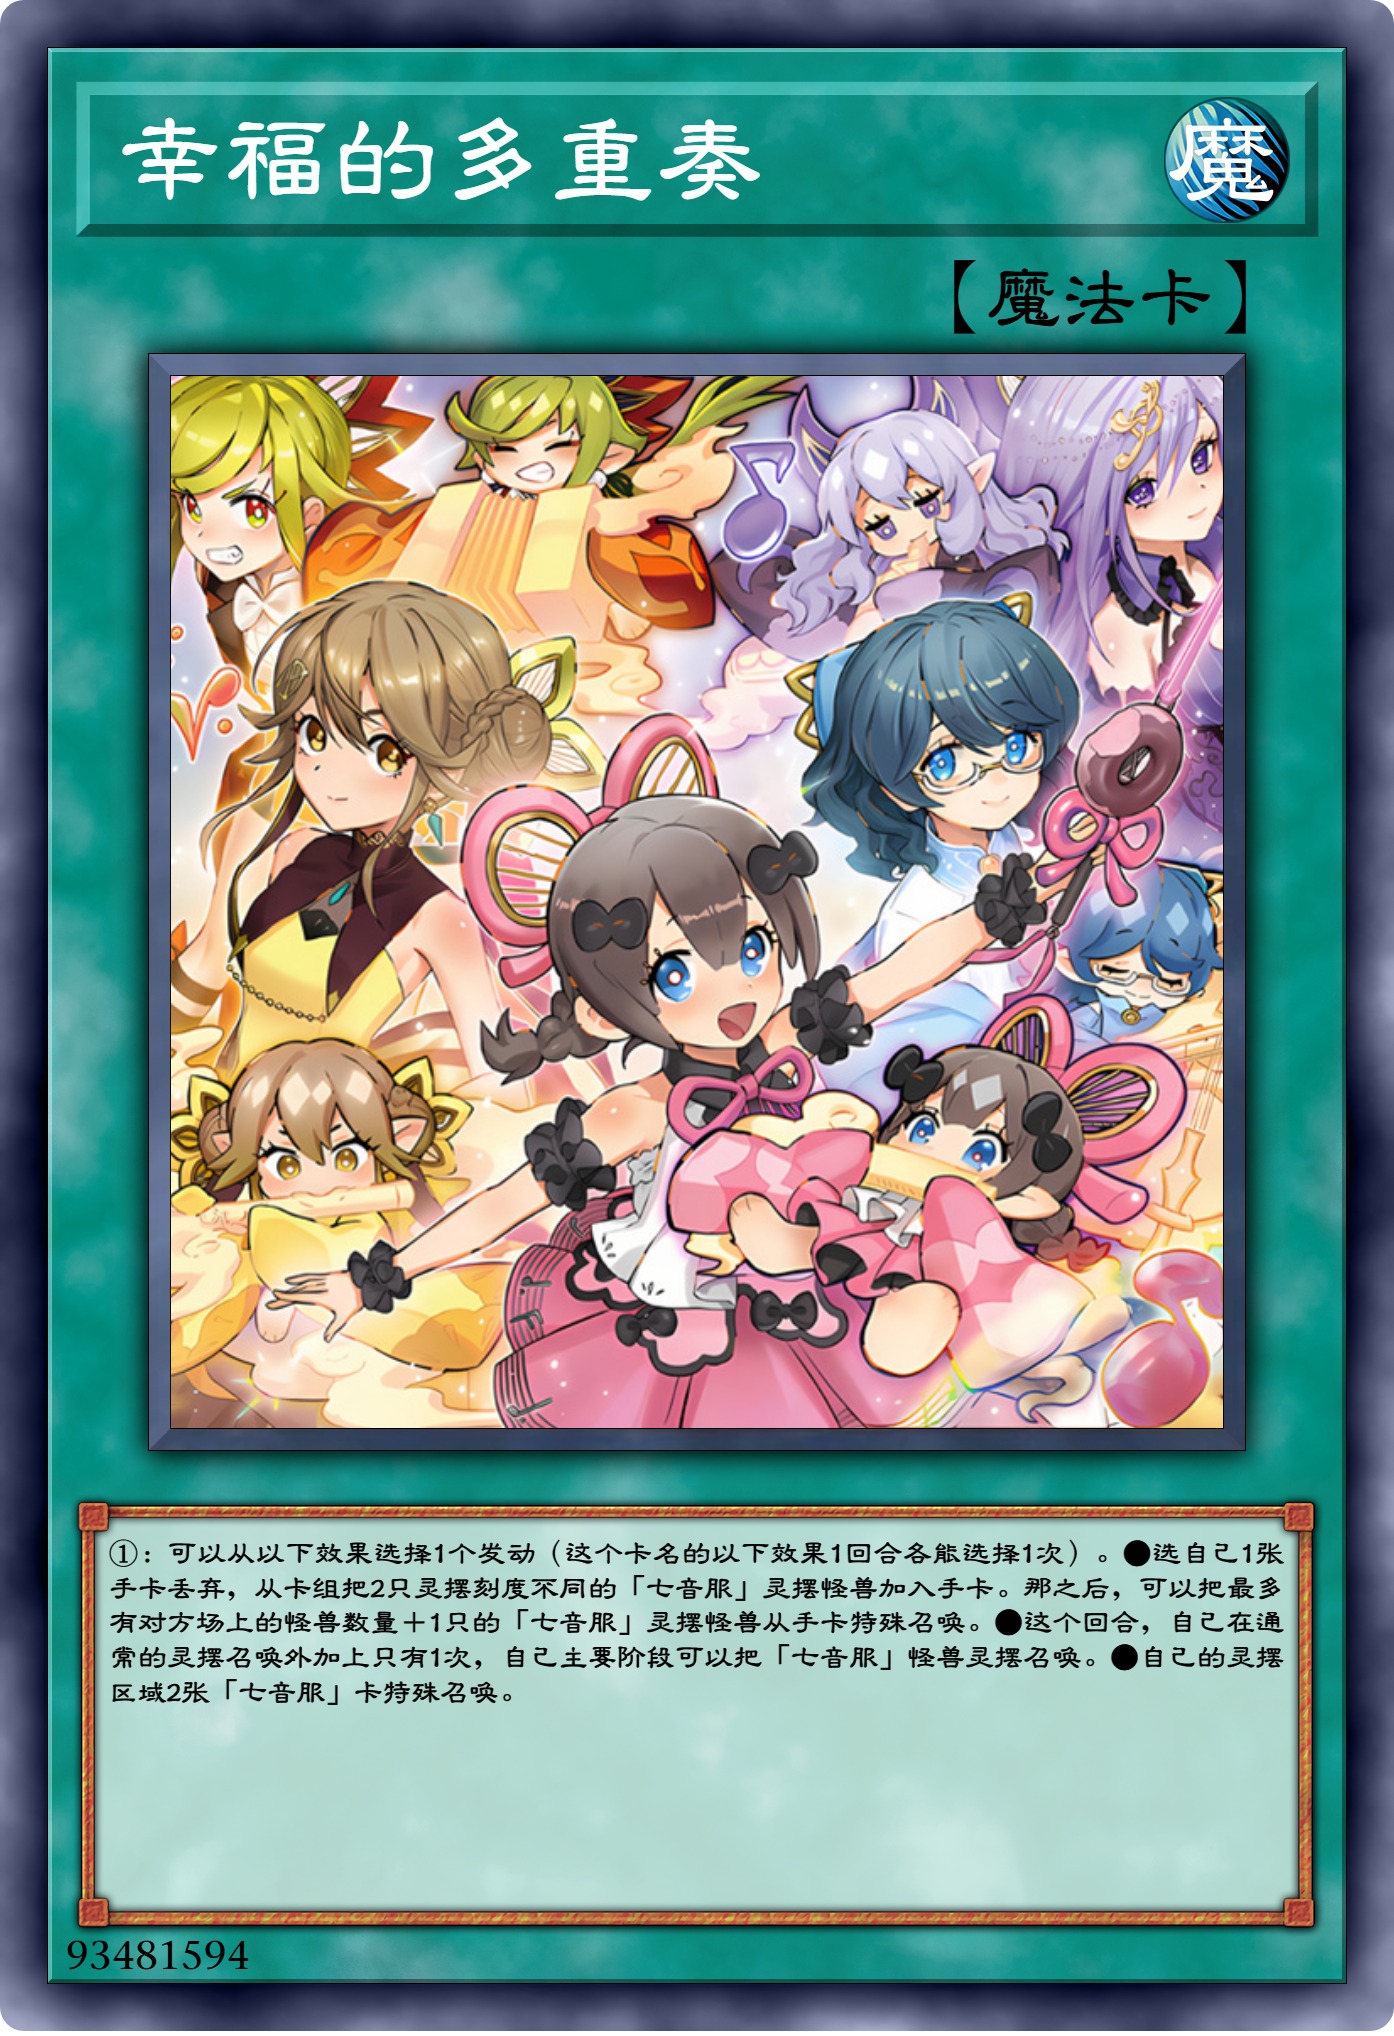 幸福的多重奏
魔
【魔法卡】
①：可以从以下效果选择1个发动（这个卡名的以下效果1回合各能选择1次）。●选自己1张
手卡丢弃，从卡组把2只灵摆刻度不同的「七音服」灵摆怪兽加入手卡。那之后，可以把最多
有对方场上的怪兽数量＋1只的「七音服」灵摆怪兽从手卡特殊召唤。●这个回合，自己在通
常的灵摆召唤外加上只有1次，自己主要阶段可以把「七音服」怪兽灵摆召唤。●自己的灵摆
区域2张「七音服」卡特殊召唤。
93481594